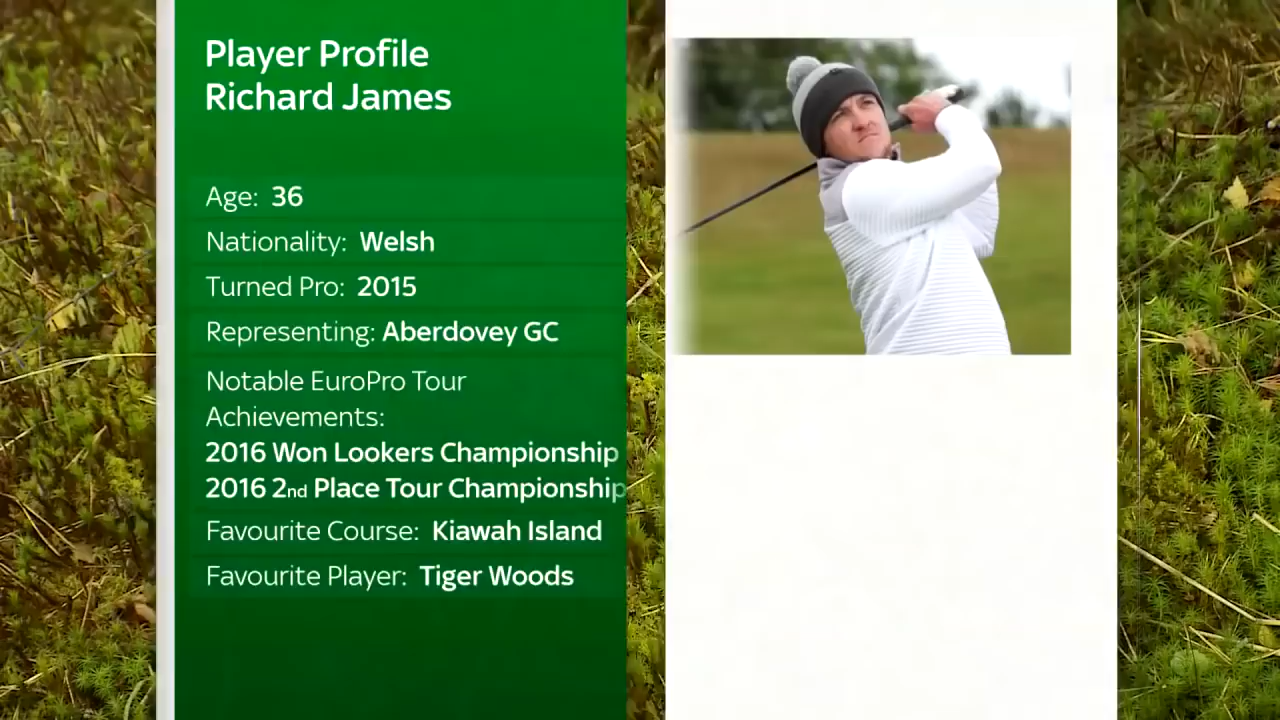 Player Profile
Richard James
Age: 36
Nationality: Welsh
Turned Pro: 2015
Representing: Aberdovey GC
Notable EuroPro Tour
Achievements:
2016 Won Lookers Championship
2016 2nd Place Tour Championship
Favourite Course: Kiawah Island
Favourite Player: Tiger Woods